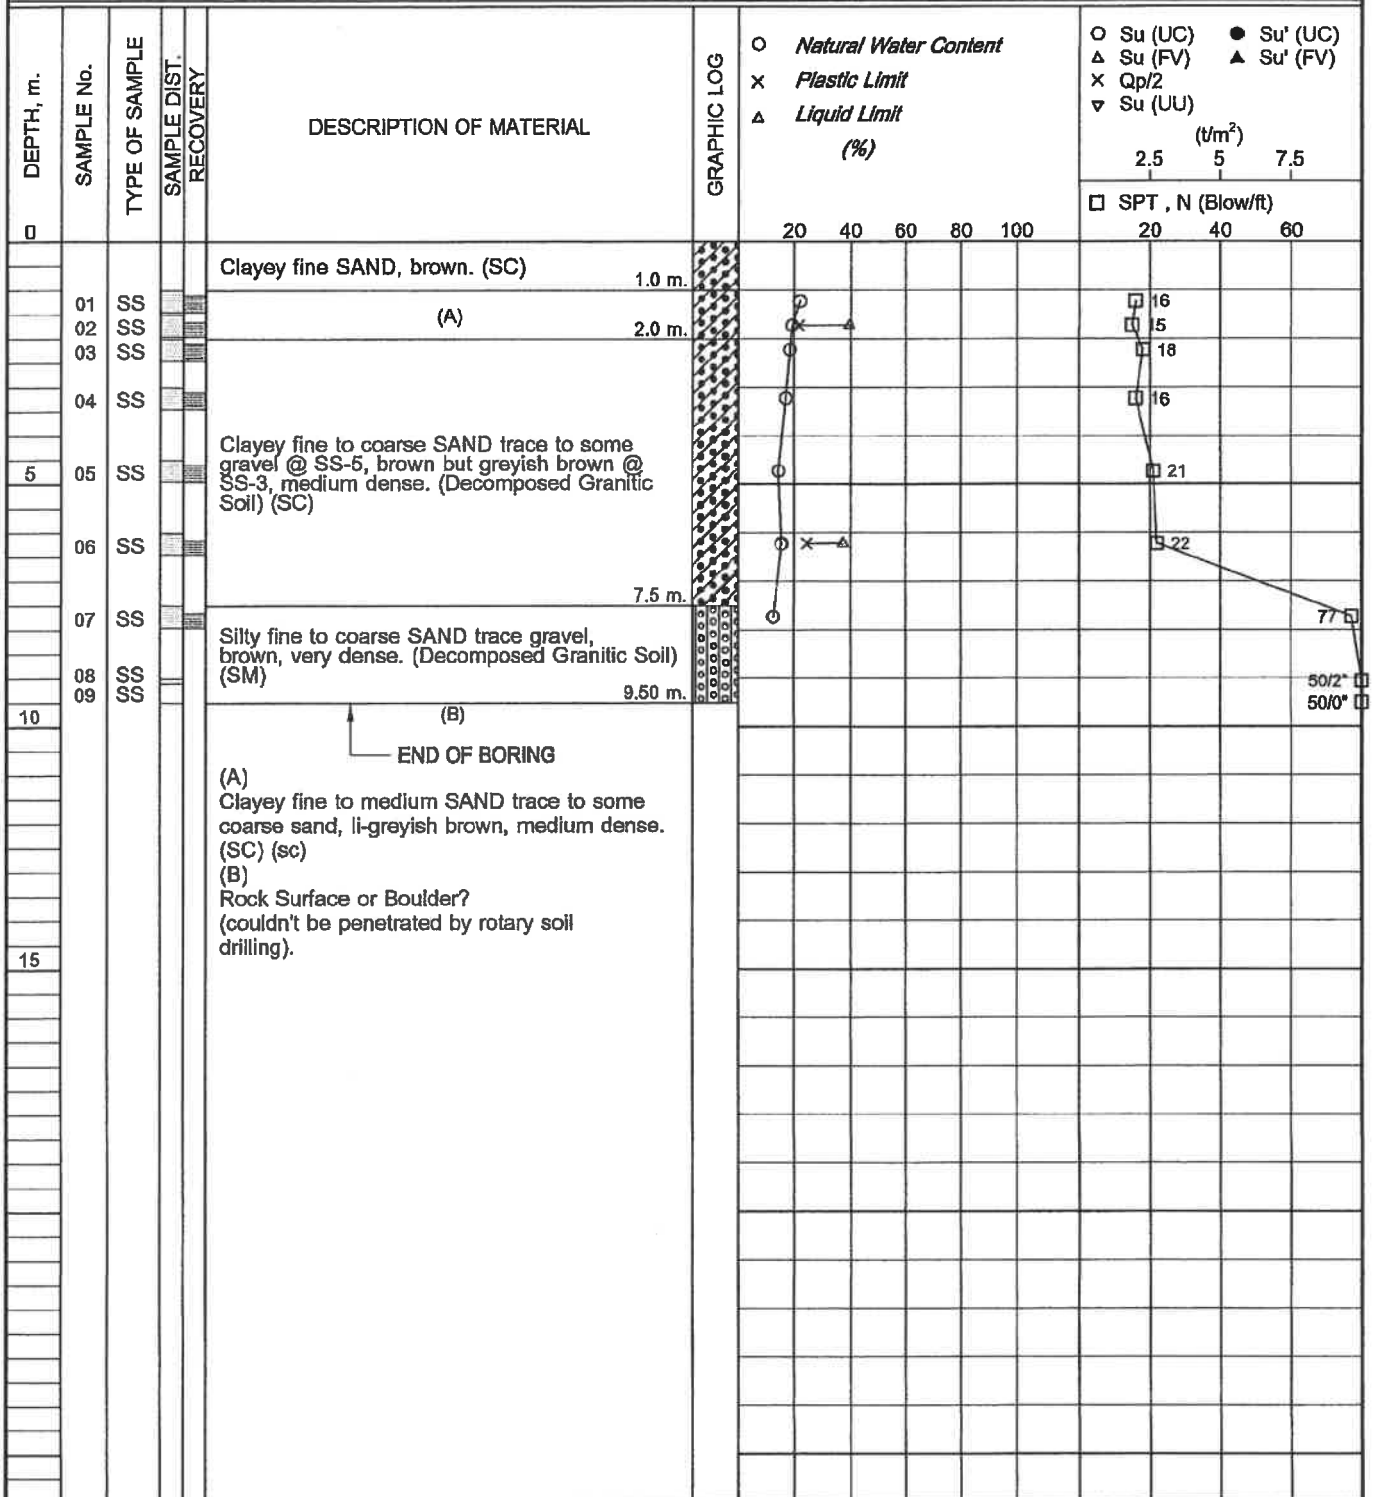 DEPTH, m.
SAMPLE No.
TYPE OF SAMPLE
SAMPLE DIST.
RECOVERY
DESCRIPTION OF MATERIAL
GRAPHIC LOG
Natural Water Content
Plastic Limit
Liquid Limit
(%)
20 40 60 80 100
Su (UC) Su' (UC)
Su (FV) Su' (FV)
Qp/2
Su (UU)
(t/m²)
2.5 5 7.5
SPT , N (Blow/ft)
20 40 60
0
Clayey fine SAND, brown. (SC)
1.0 m.
01 SS 16
(A)
02 SS 2.0 m. 15
03 SS 18
04 SS 16
Clayey fine to coarse SAND trace to some
gravel @ SS-5, brown but greyish brown @
SS-3, medium dense. (Decomposed Granitic
Soil) (SC)
5 05 SS 21
06 SS 22
7.5 m.
07 SS 77
Silty fine to coarse SAND trace gravel,
brown, very dense. (Decomposed Granitic Soil)
(SM)
08 SS 50/2"
09 SS 9.50 m. 50/0"
10
(B)
END OF BORING
(A)
Clayey fine to medium SAND trace to some
coarse sand, li-greyish brown, medium dense.
(SC) (sc)
(B)
Rock Surface or Boulder?
(couldn't be penetrated by rotary soil
drilling).
15